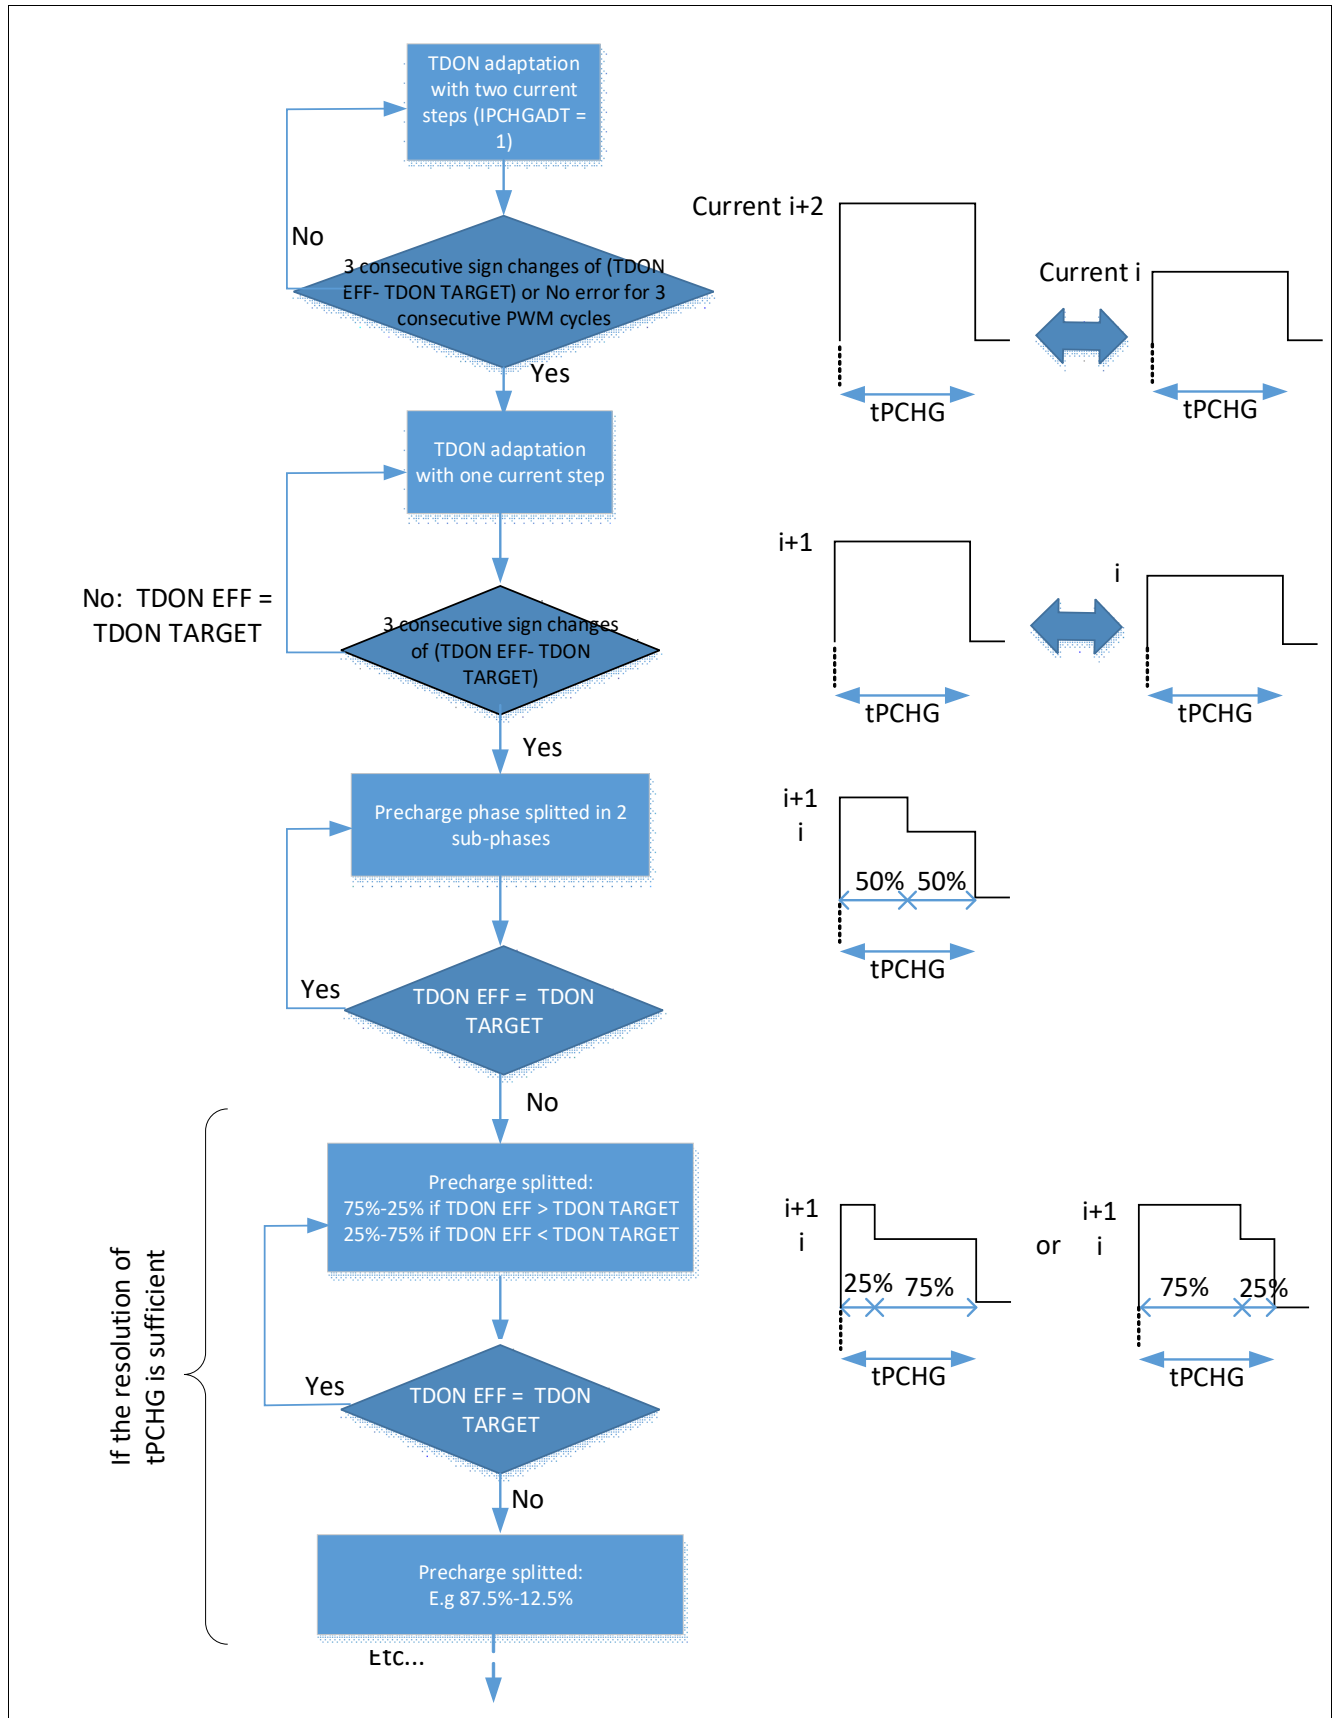 TDON adaptation
with two current
steps (IPCHGADT =
1)
No
3 consecutive sign changes of (TDON
EFF- TDON TARGET) or No error for 3
consecutive PWM cycles
Yes
Current i+2
Current i
tPCHG
tPCHG
TDON adaptation
with one current step
No:  TDON EFF =
TDON TARGET
3 consecutive sign changes
of (TDON EFF- TDON
TARGET)
Yes
i+1
i
tPCHG
tPCHG
Precharge phase splitted in 2
sub-phases
i+1
i
50%
50%
tPCHG
Yes
TDON EFF =  TDON
TARGET
No
If the resolution of
tPCHG is sufficient
Precharge splitted:
75%-25% if TDON EFF > TDON TARGET
25%-75% if TDON EFF < TDON TARGET
i+1
i
25%
75%
tPCHG
or
i+1
i
75%
25%
tPCHG
Yes
TDON EFF =  TDON
TARGET
No
Precharge splitted:
E.g 87.5%-12.5%
Etc...